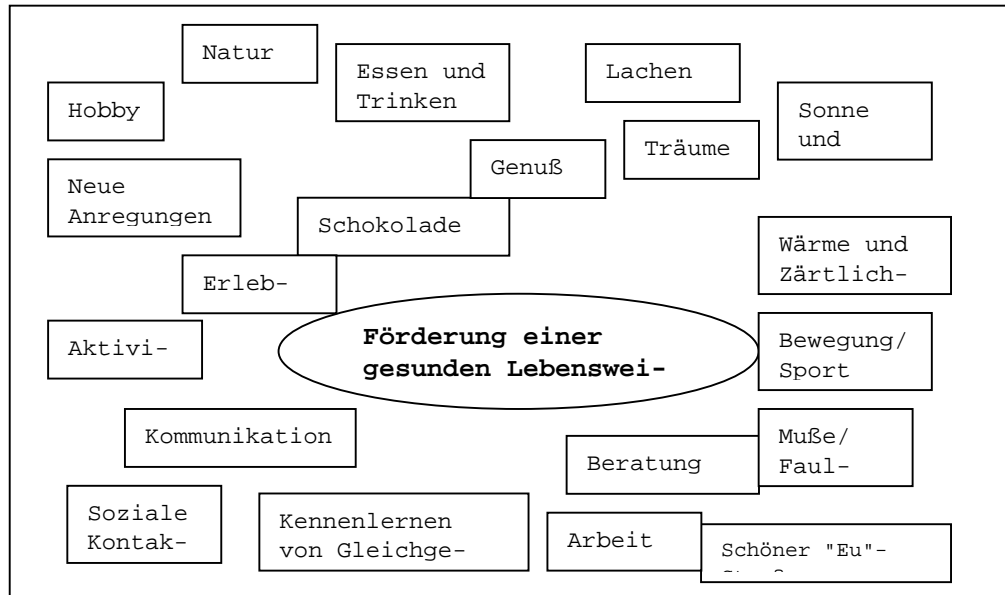 Natur
Essen und
Trinken
Lachen
Hobby
Sonne
und
Träume
Genuß
Neue
Anregungen
Schokolade
Wärme und
Zärtlich-
Erleb-
Aktivi-
Förderung einer
gesunden Lebenswei-
Bewegung/
Sport
Kommunikation
Muße/
Faul-
Beratung
Soziale
Kontak-
Kennenlernen
von Gleichge-
Arbeit
Schöner "Eu"-